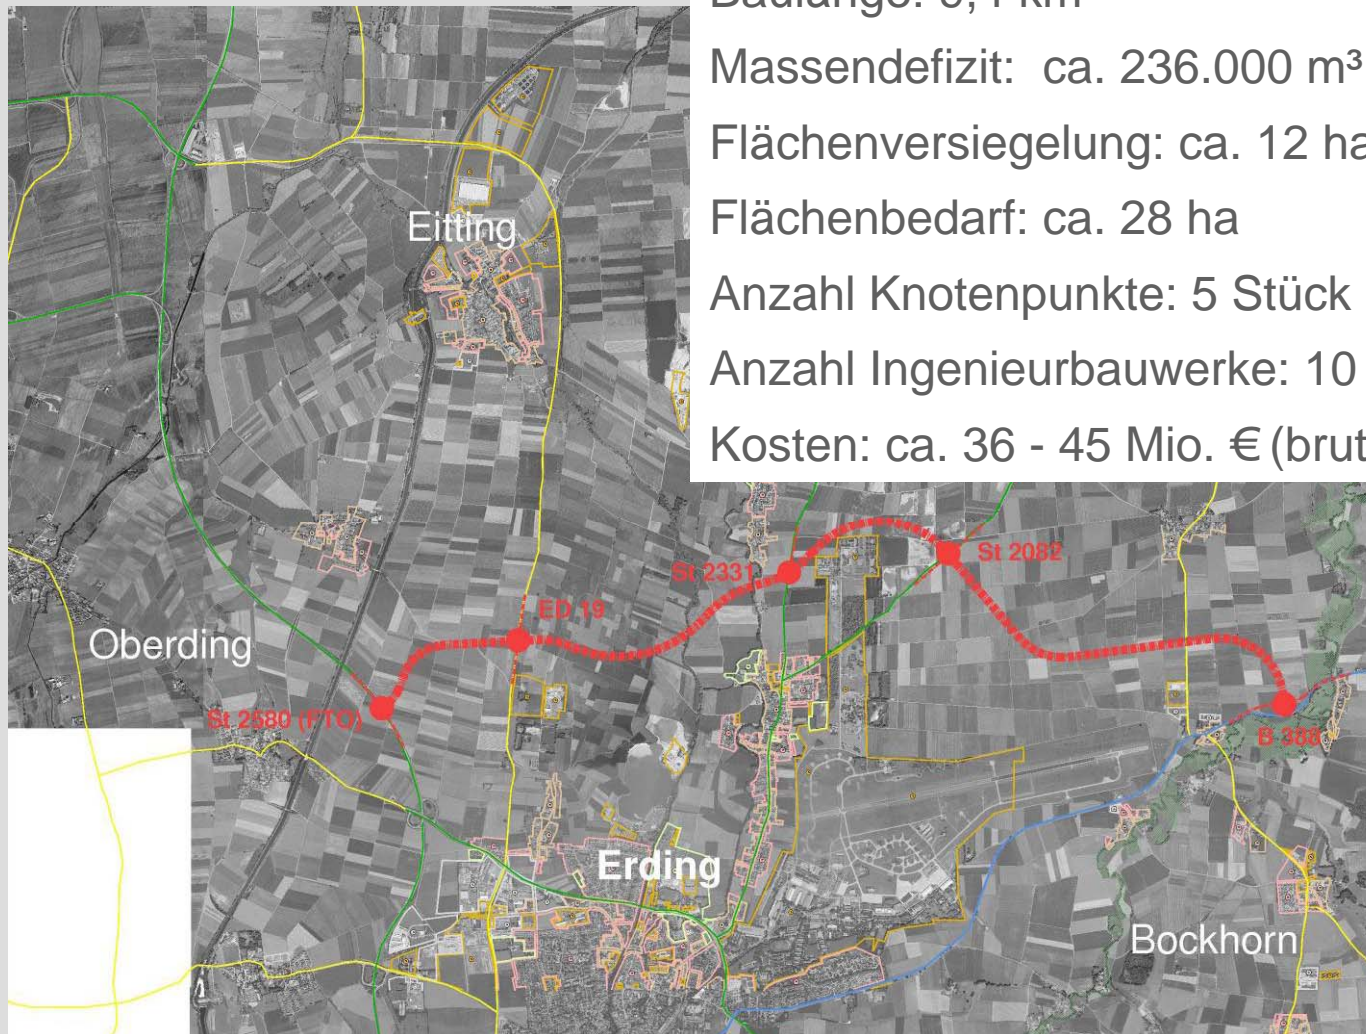 Massendefizit: ca. 236.000 m³
Flächenversiegelung: ca. 12 ha
Flächenbedarf: ca. 28 ha
Anzahl Knotenpunkte: 5 Stück
Anzahl Ingenieurbauwerke: 10
Kosten: ca. 36 - 45 Mio. € (brut
Eitting
St 2331
St 2082
ED 19
Oberding
St 2580 (FTO)
B 388
Erding
Bockhorn